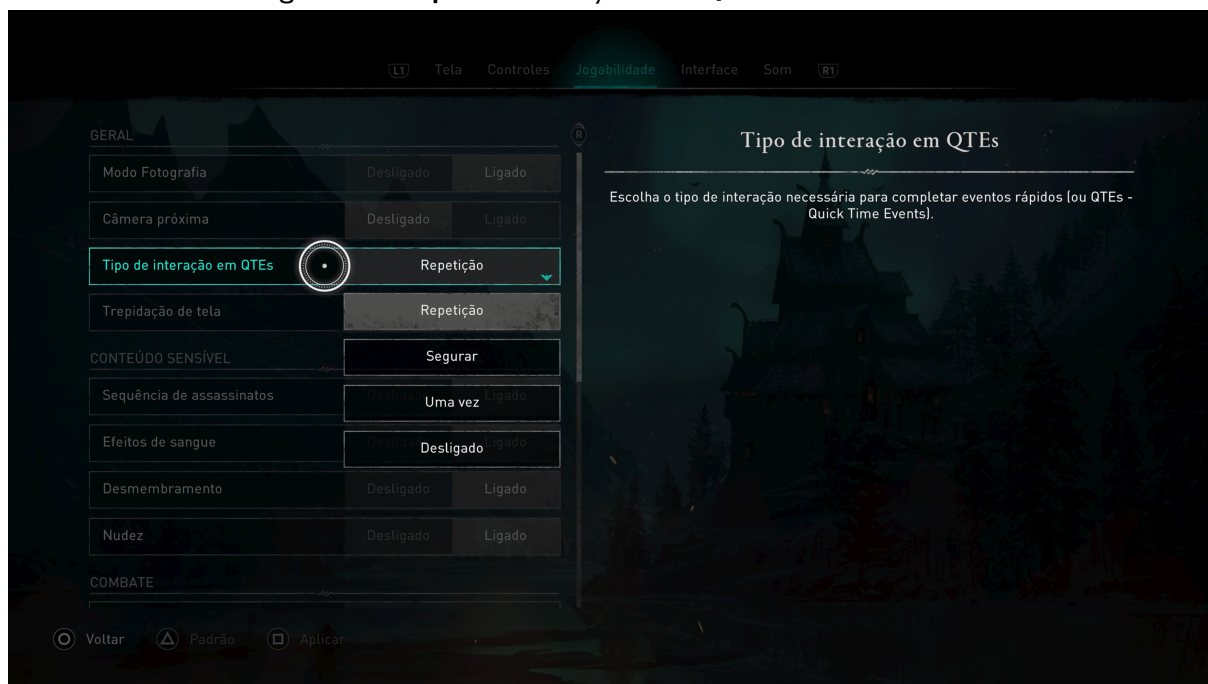 L1 Tela Controles Jogabilidade Interface Som R1
GERAL
R
Modo Fotografia Desligado Ligado
Câmera próxima Desligado Ligado
Tipo de interação em QTEs Repetição
Trepidação de tela Repetição
Segurar
CONTEÚDO SENSÍVEL
Sequência de assassinatos Uma vez Ligado
Efeitos de sangue Desligado Ligado
Desmembramento Desligado Ligado
Nudez Desligado Ligado
COMBATE
Voltar Padrão Aplicar
Tipo de interação em QTEs
Escolha o tipo de interação necessária para completar eventos rápidos (ou QTEs -
Quick Time Events).